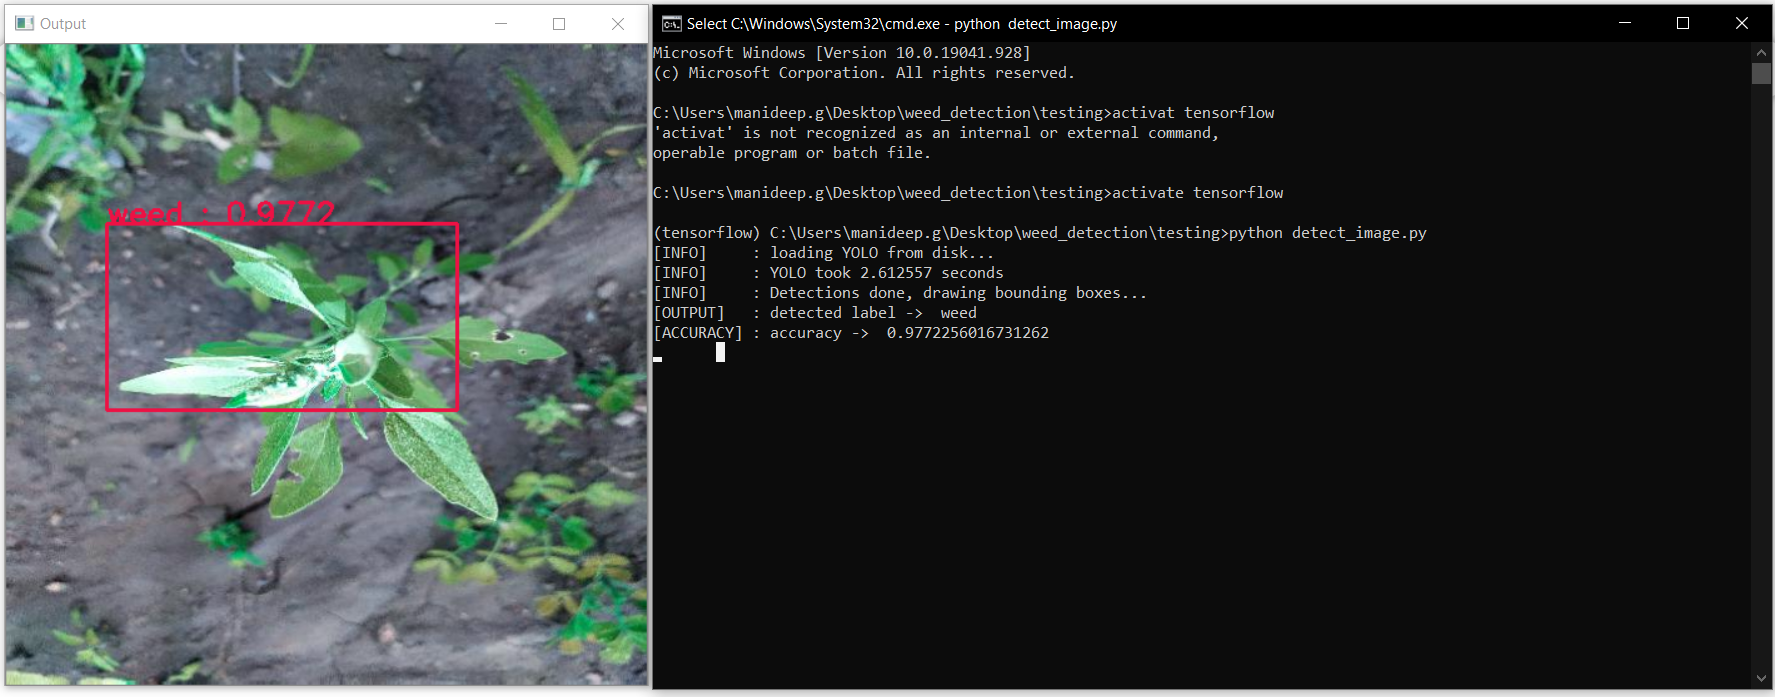 Output
weed : 0.9772
Select C:\Windows\System32\cmd.exe - python  detect_image.py
Microsoft Windows [Version 10.0.19041.928]
(c) Microsoft Corporation. All rights reserved.
C:\Users\manideep.g\Desktop\weed_detection\testing>activat tensorflow
'activat' is not recognized as an internal or external command,
operable program or batch file.
C:\Users\manideep.g\Desktop\weed_detection\testing>activate tensorflow
(tensorflow) C:\Users\manideep.g\Desktop\weed_detection\testing>python detect_image.py
[INFO]     : loading YOLO from disk...
[INFO]     : YOLO took 2.612557 seconds
[INFO]     : Detections done, drawing bounding boxes...
[OUTPUT]   : detected label ->  weed
[ACCURACY] : accuracy ->  0.9772256016731262